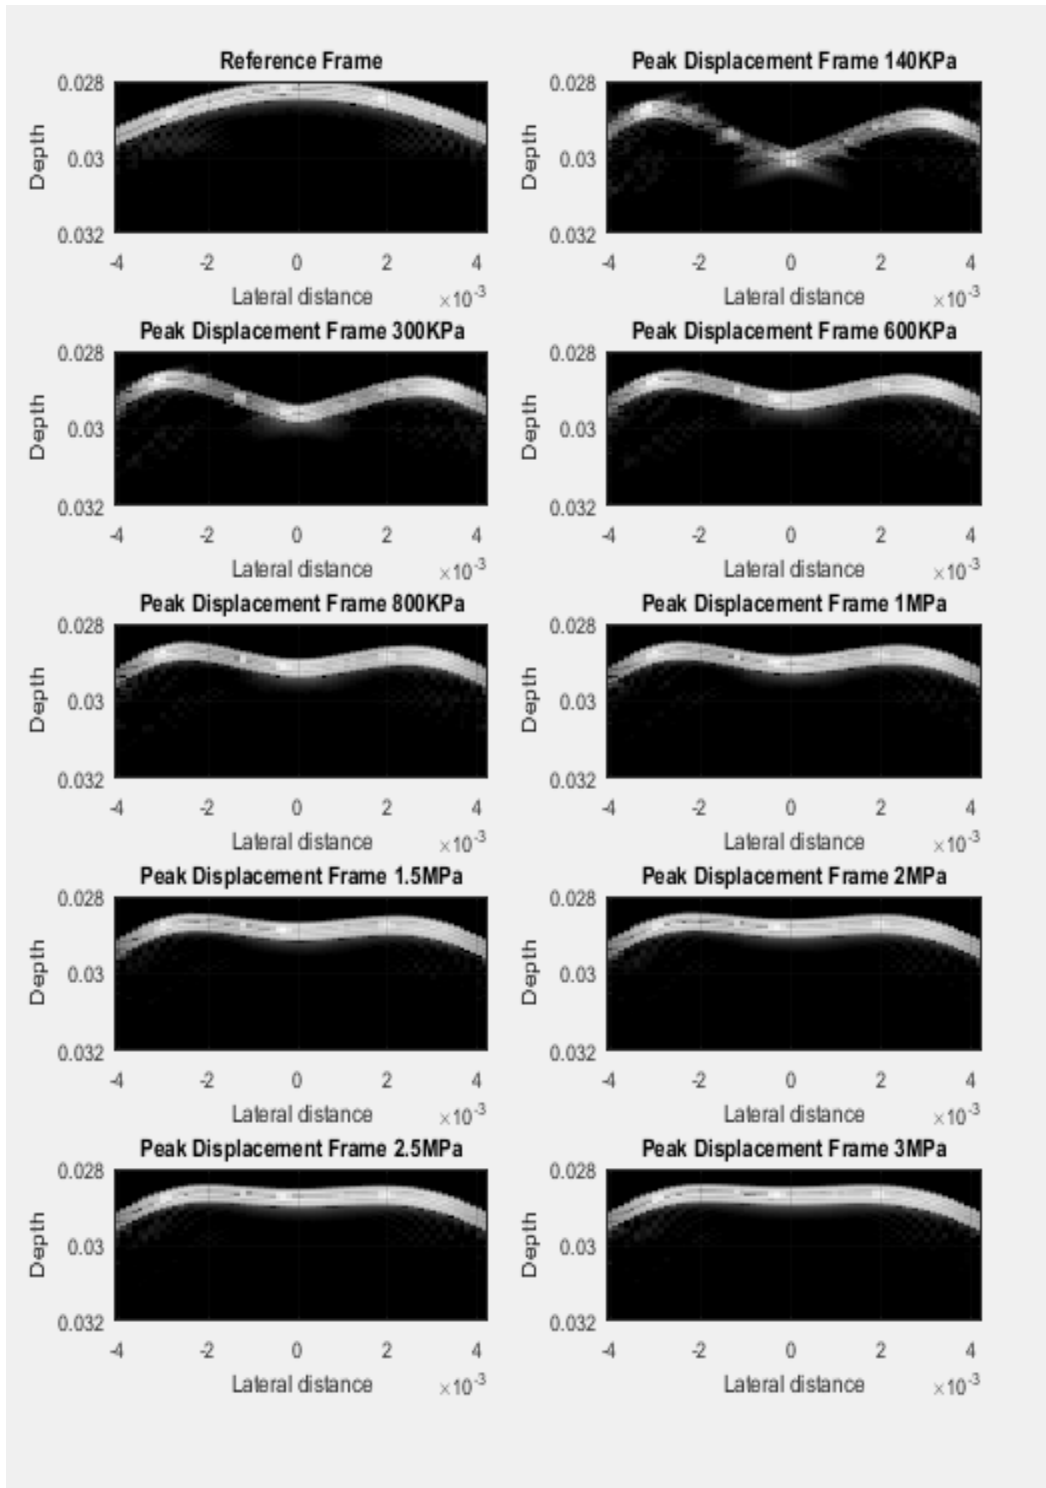 Reference Frame
0.028
0.03
0.032
Depth
-4 -2 0 2 4
Lateral distance ×10-3
Peak Displacement Frame 140KPa
0.028
0.03
0.032
Depth
-4 -2 0 2 4
Lateral distance ×10-3
Peak Displacement Frame 300KPa
0.028
0.03
0.032
Depth
-4 -2 0 2 4
Lateral distance ×10-3
Peak Displacement Frame 600KPa
0.028
0.03
0.032
Depth
-4 -2 0 2 4
Lateral distance ×10-3
Peak Displacement Frame 800KPa
0.028
0.03
0.032
Depth
-4 -2 0 2 4
Lateral distance ×10-3
Peak Displacement Frame 1MPa
0.028
0.03
0.032
Depth
-4 -2 0 2 4
Lateral distance ×10-3
Peak Displacement Frame 1.5MPa
0.028
0.03
0.032
Depth
-4 -2 0 2 4
Lateral distance ×10-3
Peak Displacement Frame 2MPa
0.028
0.03
0.032
Depth
-4 -2 0 2 4
Lateral distance ×10-3
Peak Displacement Frame 2.5MPa
0.028
0.03
0.032
Depth
-4 -2 0 2 4
Lateral distance ×10-3
Peak Displacement Frame 3MPa
0.028
0.03
0.032
Depth
-4 -2 0 2 4
Lateral distance ×10-3